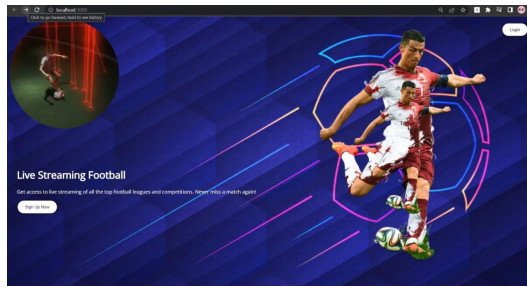 localhost:3000
Click to go forward, hold to see history
Login
Live Streaming Football
Get access to live streaming of all the top football leagues and competitions. Never miss a match again!
Sign Up Now